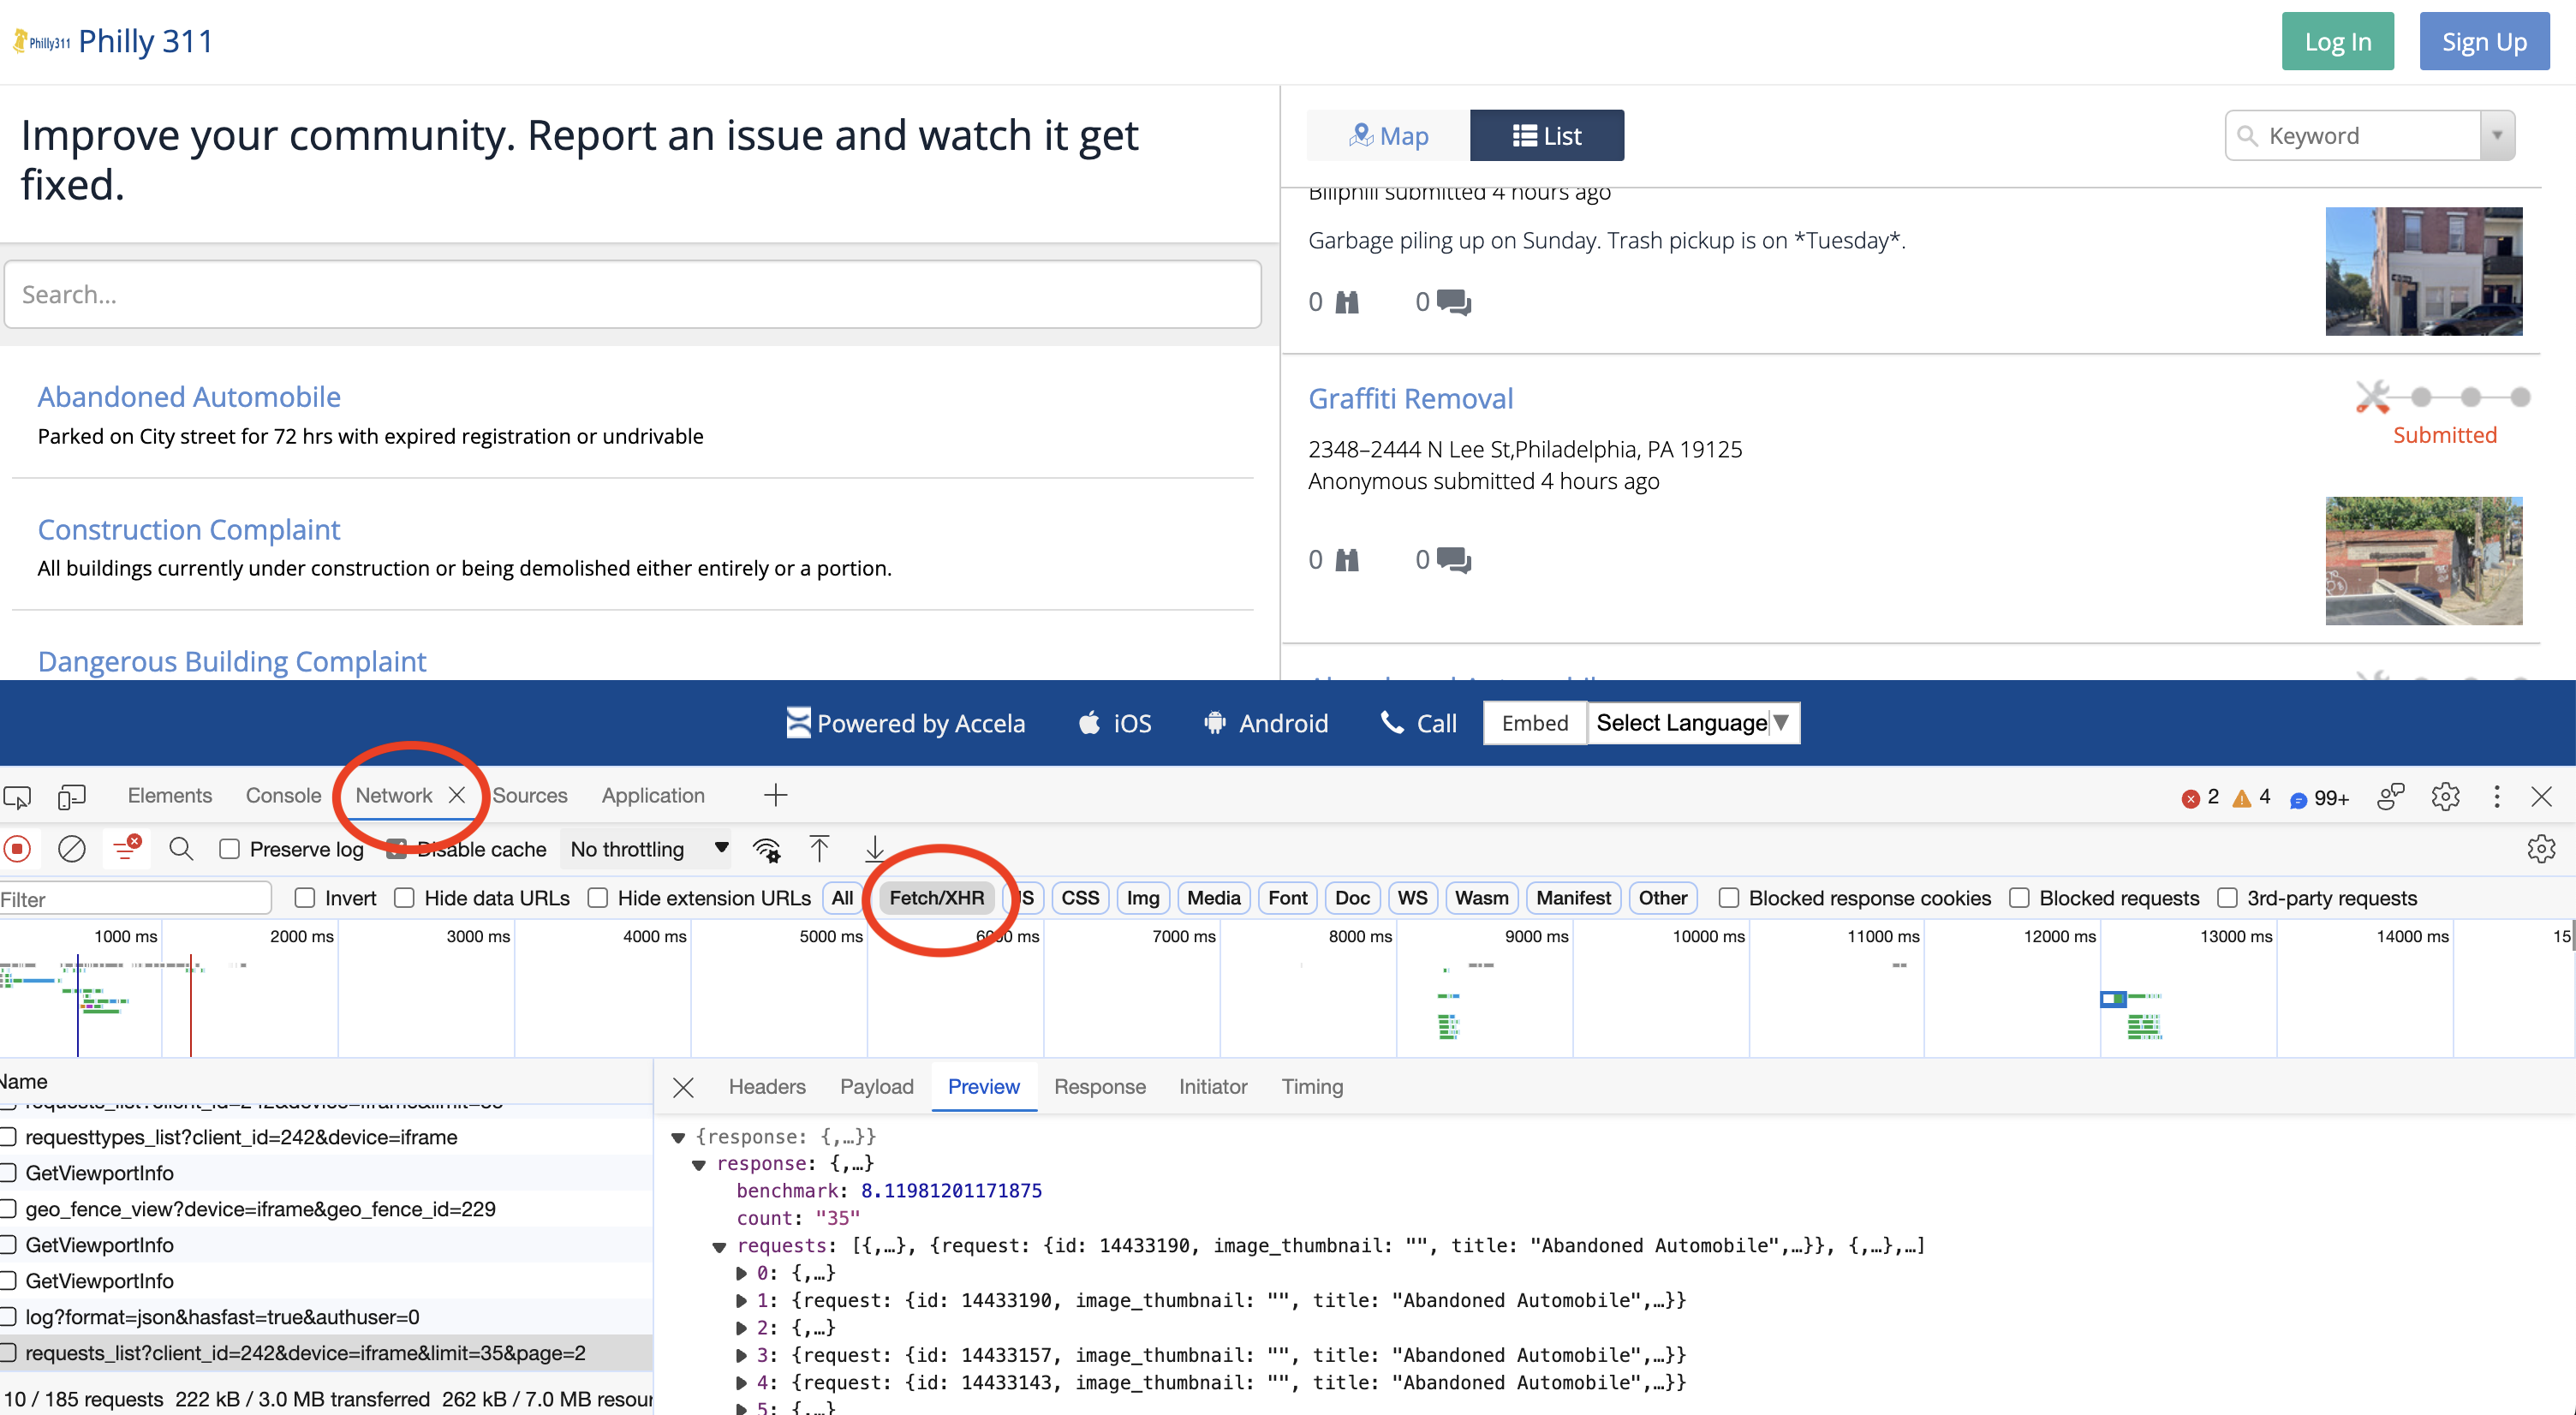 Philly311 Philly 311
Log In
Sign Up
Improve your community. Report an issue and watch it get
fixed.
Search...
Abandoned Automobile
Parked on City street for 72 hrs with expired registration or undrivable
Construction Complaint
All buildings currently under construction or being demolished either entirely or a portion.
Dangerous Building Complaint
Map
List
Keyword
Billphill submitted 4 hours ago
Garbage piling up on Sunday. Trash pickup is on *Tuesday*.
0 0
Graffiti Removal
Submitted
2348–2444 N Lee St,Philadelphia, PA 19125
Anonymous submitted 4 hours ago
0 0
Powered by Accela iOS Android Call Embed Select Language▼
Elements Console Network Sources Application 2 4 99+
Preserve log Disable cache No throttling
Filter Invert Hide data URLs Hide extension URLs All Fetch/XHR JS CSS Img Media Font Doc WS Wasm Manifest Other Blocked response cookies Blocked requests 3rd-party requests
1000 ms 2000 ms 3000 ms 4000 ms 5000 ms 6000 ms 7000 ms 8000 ms 9000 ms 10000 ms 11000 ms 12000 ms 13000 ms 14000 ms 15
Name
requests_list?client_id=242&device=iframe&limit=35
requesttypes_list?client_id=242&device=iframe
GetViewportInfo
geo_fence_view?device=iframe&geo_fence_id=229
GetViewportInfo
GetViewportInfo
log?format=json&hasfast=true&authuser=0
requests_list?client_id=242&device=iframe&limit=35&page=2
10 / 185 requests 222 kB / 3.0 MB transferred 262 kB / 7.0 MB resour
Headers Payload Preview Response Initiator Timing
{response: {,…}}
response: {,…}
benchmark: 8.11981201171875
count: "35"
requests: [{,…}, {request: {id: 14433190, image_thumbnail: "", title: "Abandoned Automobile",…}}, {,…},…]
0: {,…}
1: {request: {id: 14433190, image_thumbnail: "", title: "Abandoned Automobile",…}}
2: {,…}
3: {request: {id: 14433157, image_thumbnail: "", title: "Abandoned Automobile",…}}
4: {request: {id: 14433143, image_thumbnail: "", title: "Abandoned Automobile",…}}
5: {,…}